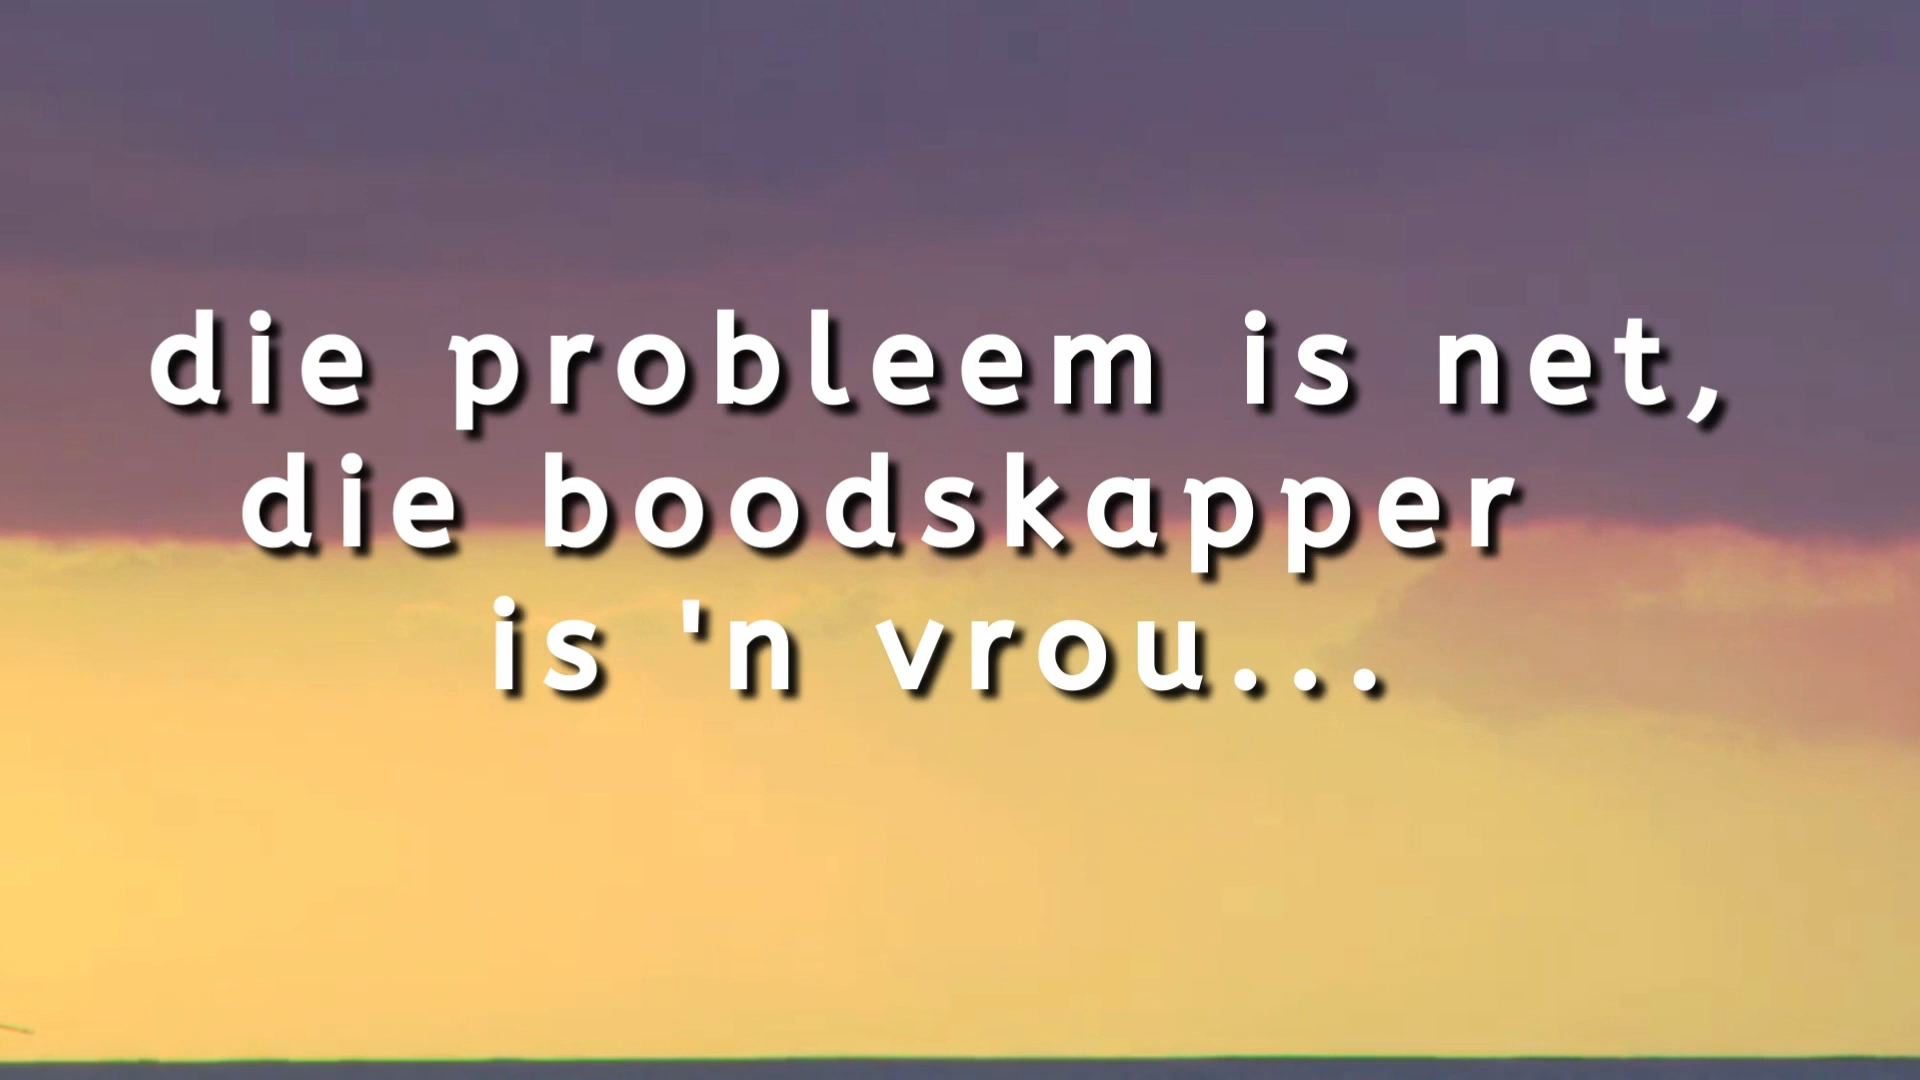 die probleem is net,
die boodskapper
is 'n vrou...